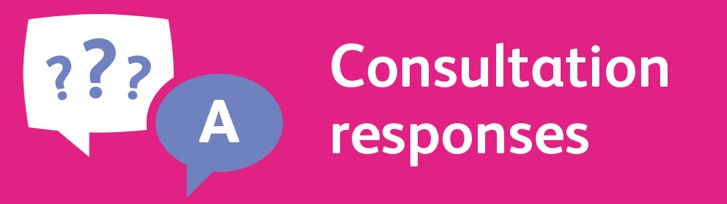 ???
A
Consultation
responses